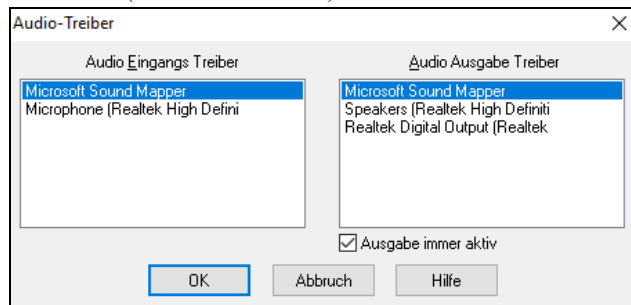 Audio-Treiber
Audio Eingangs Treiber
Microsoft Sound Mapper
Microphone (Realtek High Defini
Audio Ausgabe Treiber
Microsoft Sound Mapper
Speakers (Realtek High Definiti
Realtek Digital Output (Realtek
Ausgabe immer aktiv
OK
Abbruch
Hilfe